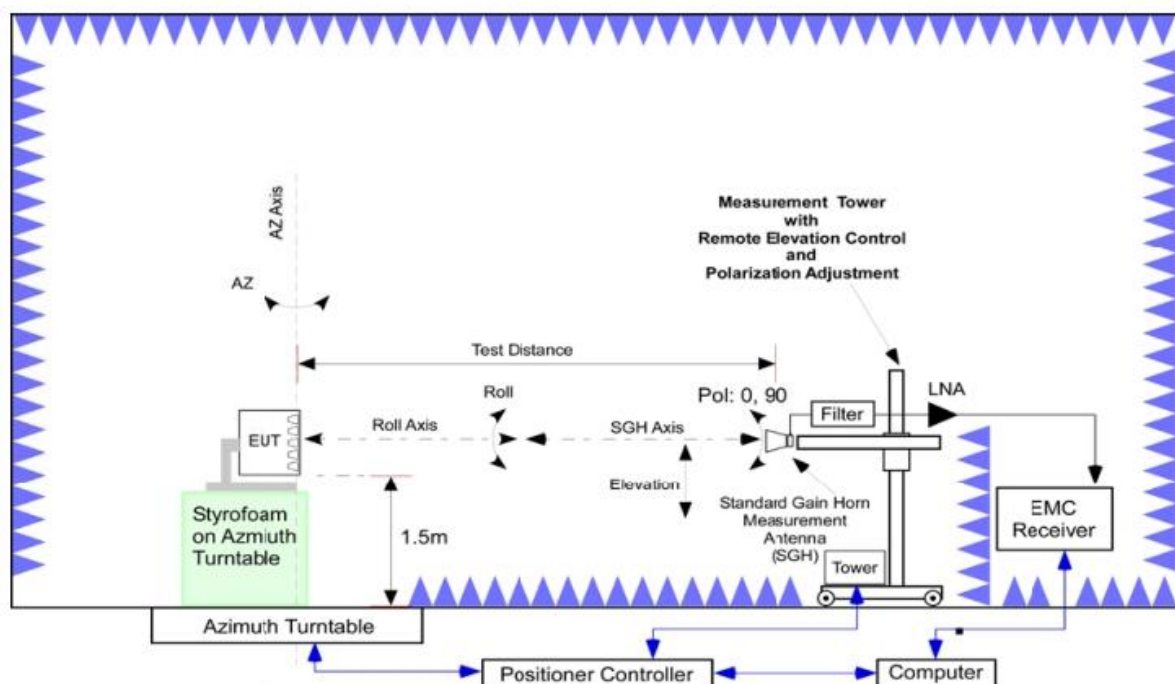 AZ Axis
AZ
Measurement Tower
with
Remote Elevation Control
and
Polarization Adjustment
Test Distance
Roll
Pol: 0, 90
Filter
LNA
EUT
Roll Axis
SGH Axis
Elevation
Styrofoam
on Azmiuth
Turntable
1.5m
Standard Gain Horn
Measurement
Antenna
(SGH)
Tower
EMC
Receiver
Azimuth Turntable
Positioner Controller
Computer